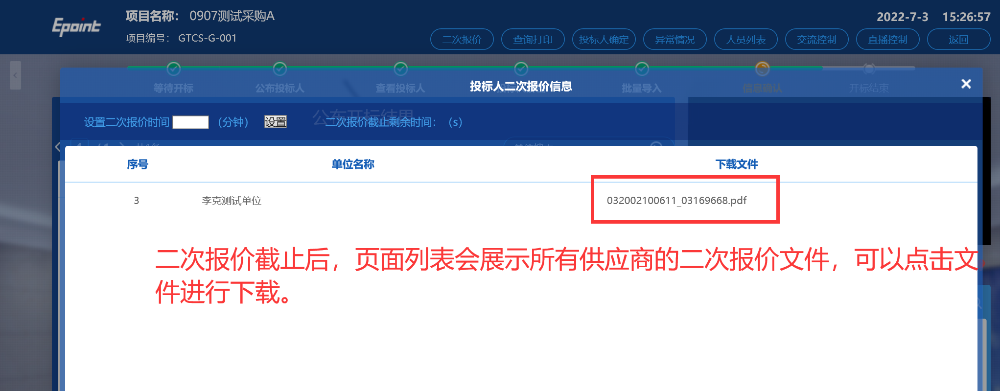 Epoint
项目名称： 0907测试采购A
项目编号： GTCS-G-001
2022-7-3 15:26:57
二次报价 查询打印 投标人确定 异常情况 人员列表 交流控制 直播控制 返回
等待开标 公布投标人 查看投标人 批量导入 信息确认 开标结束
投标人二次报价信息
公布开标结果
设置二次报价时间 （分钟） 设置 二次报价截止剩余时间： （s）
序号 单位名称 下载文件
3 李克测试单位 032002100611_03169668.pdf
二次报价截止后，页面列表会展示所有供应商的二次报价文件，可以点击文
件进行下载。